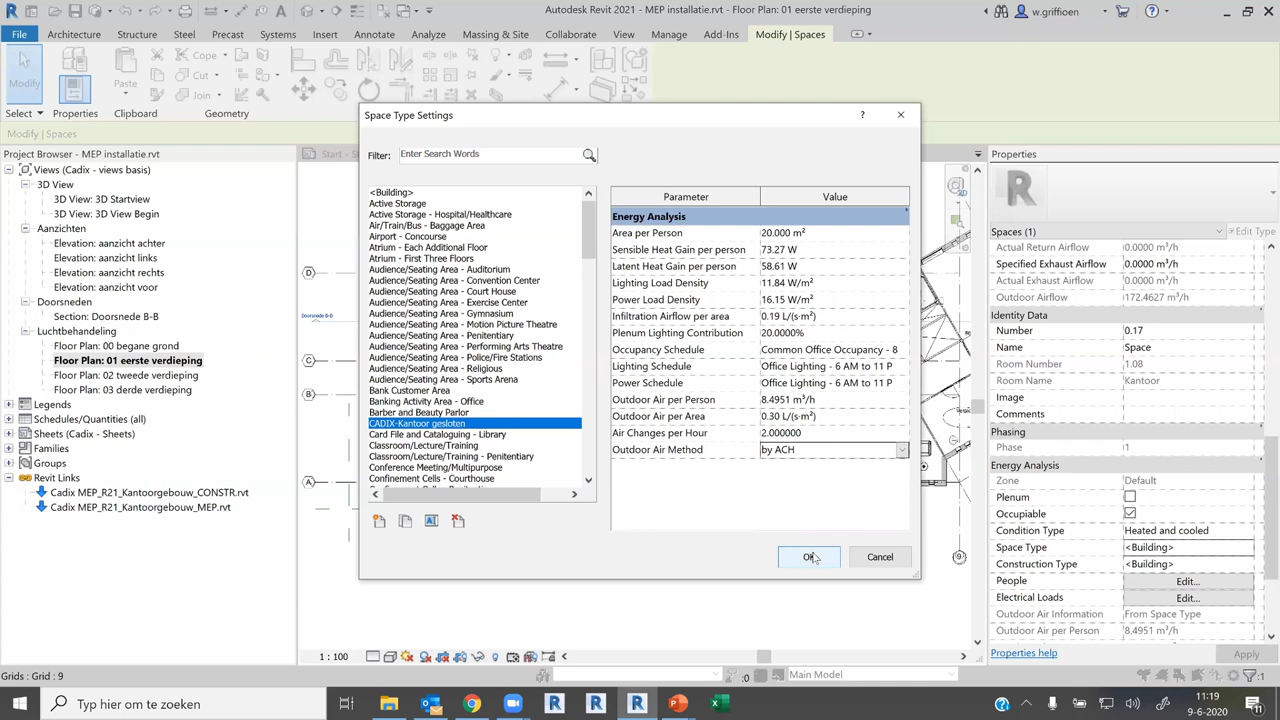 Autodesk Revit 2021 - MEP installatie.rvt - Floor Plan: 01 eerste verdieping
w.griffioen
File Architecture Structure Steel Precast Systems Insert Annotate Analyze Massing & Site Collaborate View Manage Add-Ins Modify | Spaces
Modify
Paste
Cope
Cut
Join
Select Properties Clipboard Geometry
Modify | Spaces
Project Browser - MEP installatie.rvt
Views (Cadix - views basis)
3D View
3D View: 3D Startview
3D View: 3D View Begin
Aanzichten
Elevation: aanzicht achter
Elevation: aanzicht links
Elevation: aanzicht rechts
Elevation: aanzicht voor
Doorsneden
Section: Doorsnede B-B
Luchtbehandeling
Floor Plan: 00 begane grond
Floor Plan: 01 eerste verdieping
Floor Plan: 02 tweede verdieping
Floor Plan: 03 derde verdieping
Legends
Schedules/Quantities (all)
Sheets (Cadix - Sheets)
Families
Groups
Revit Links
Cadix MEP_R21_Kantoorgebouw_CONSTR.rvt
Cadix MEP_R21_Kantoorgebouw_MEP.rvt
D
Doorsnede B-B
C
B
A
9
Space Type Settings
Filter: Enter Search Words
<Building>
Active Storage
Active Storage - Hospital/Healthcare
Air/Train/Bus - Baggage Area
Airport - Concourse
Atrium - Each Additional Floor
Atrium - First Three Floors
Audience/Seating Area - Auditorium
Audience/Seating Area - Convention Center
Audience/Seating Area - Court House
Audience/Seating Area - Exercise Center
Audience/Seating Area - Gymnasium
Audience/Seating Area - Motion Picture Theatre
Audience/Seating Area - Penitentiary
Audience/Seating Area - Performing Arts Theatre
Audience/Seating Area - Police/Fire Stations
Audience/Seating Area - Religious
Audience/Seating Area - Sports Arena
Bank Customer Area
Banking Activity Area - Office
Barber and Beauty Parlor
CADIX-Kantoor gesloten
Card File and Cataloguing - Library
Classroom/Lecture/Training
Classroom/Lecture/Training - Penitentiary
Conference Meeting/Multipurpose
Confinement Cells - Courthouse
Parameter Value
Energy Analysis
Area per Person 20.000 m²
Sensible Heat Gain per person 73.27 W
Latent Heat Gain per person 58.61 W
Lighting Load Density 11.84 W/m²
Power Load Density 16.15 W/m²
Infiltration Airflow per area 0.19 L/(s·m²)
Plenum Lighting Contribution 20.0000%
Occupancy Schedule Common Office Occupancy - 8
Lighting Schedule Office Lighting - 6 AM to 11 P
Power Schedule Office Lighting - 6 AM to 11 P
Outdoor Air per Person 8.4951 m³/h
Outdoor Air per Area 0.30 L/(s·m²)
Air Changes per Hour 2.000000
Outdoor Air Method by ACH
OK Cancel
Properties
Spaces (1) Edit Type
Actual Return Airflow 0.0000 m³/h
Specified Exhaust Airflow 0.0000 m³/h
Actual Exhaust Airflow 0.0000 m³/h
Outdoor Airflow 172.4627 m³/h
Identity Data
Number 0.17
Name Space
Room Number 1.08
Room Name Kantoor
Image
Comments
Phasing
Phase 1
Energy Analysis
Zone Default
Plenum
Occupiable
Condition Type Heated and cooled
Space Type <Building>
Construction Type <Building>
People Edit...
Electrical Loads Edit...
Outdoor Air Information From Space Type
Outdoor Air per Person 8.4951 m³/h
Properties help Apply
1 : 100
Grids : Grid : 9
:0
Main Model
:1
Typ hier om te zoeken
11:19
9-6-2020